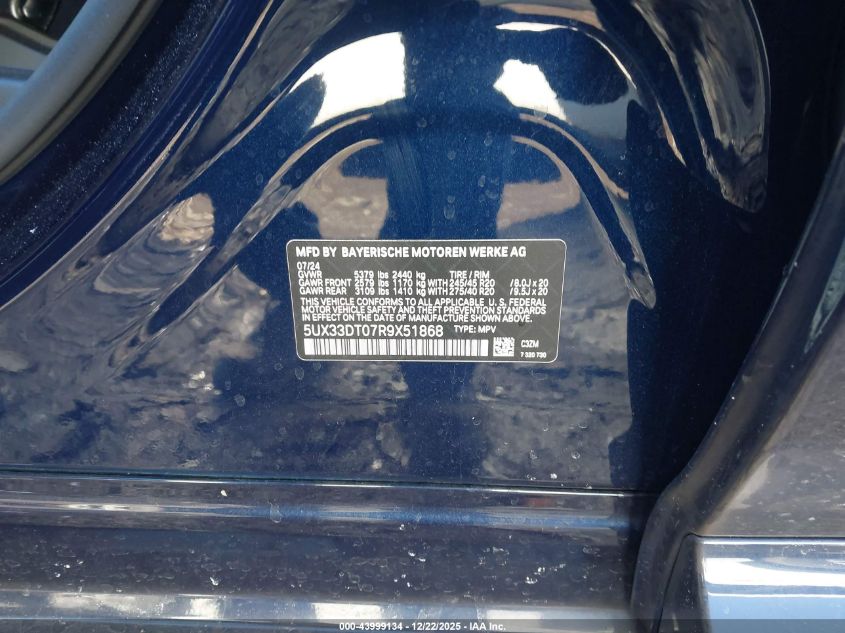 MFD BY BAYERISCHE MOTOREN WERKE AG
07/24
GVWR 5379 lbs 2440 kg TIRE / RIM
GAWR FRONT 2579 lbs 1170 kg WITH 245/45 R20 /8.0J x 20
GAWR REAR 3109 lbs 1410 kg WITH 275/40 R20 /9.5J x 20
THIS VEHICLE CONFORMS TO ALL APPLICABLE U. S. FEDERAL
MOTOR VEHICLE SAFETY AND THEFT PREVENTION STANDARDS
IN EFFECT ON THE DATE OF MANUFACTURE SHOWN ABOVE.
5UX33DT07R9X51868 TYPE: MPV
C3ZM
7 320 730
000-43999134 - 12/22/2025 - IAA Inc.